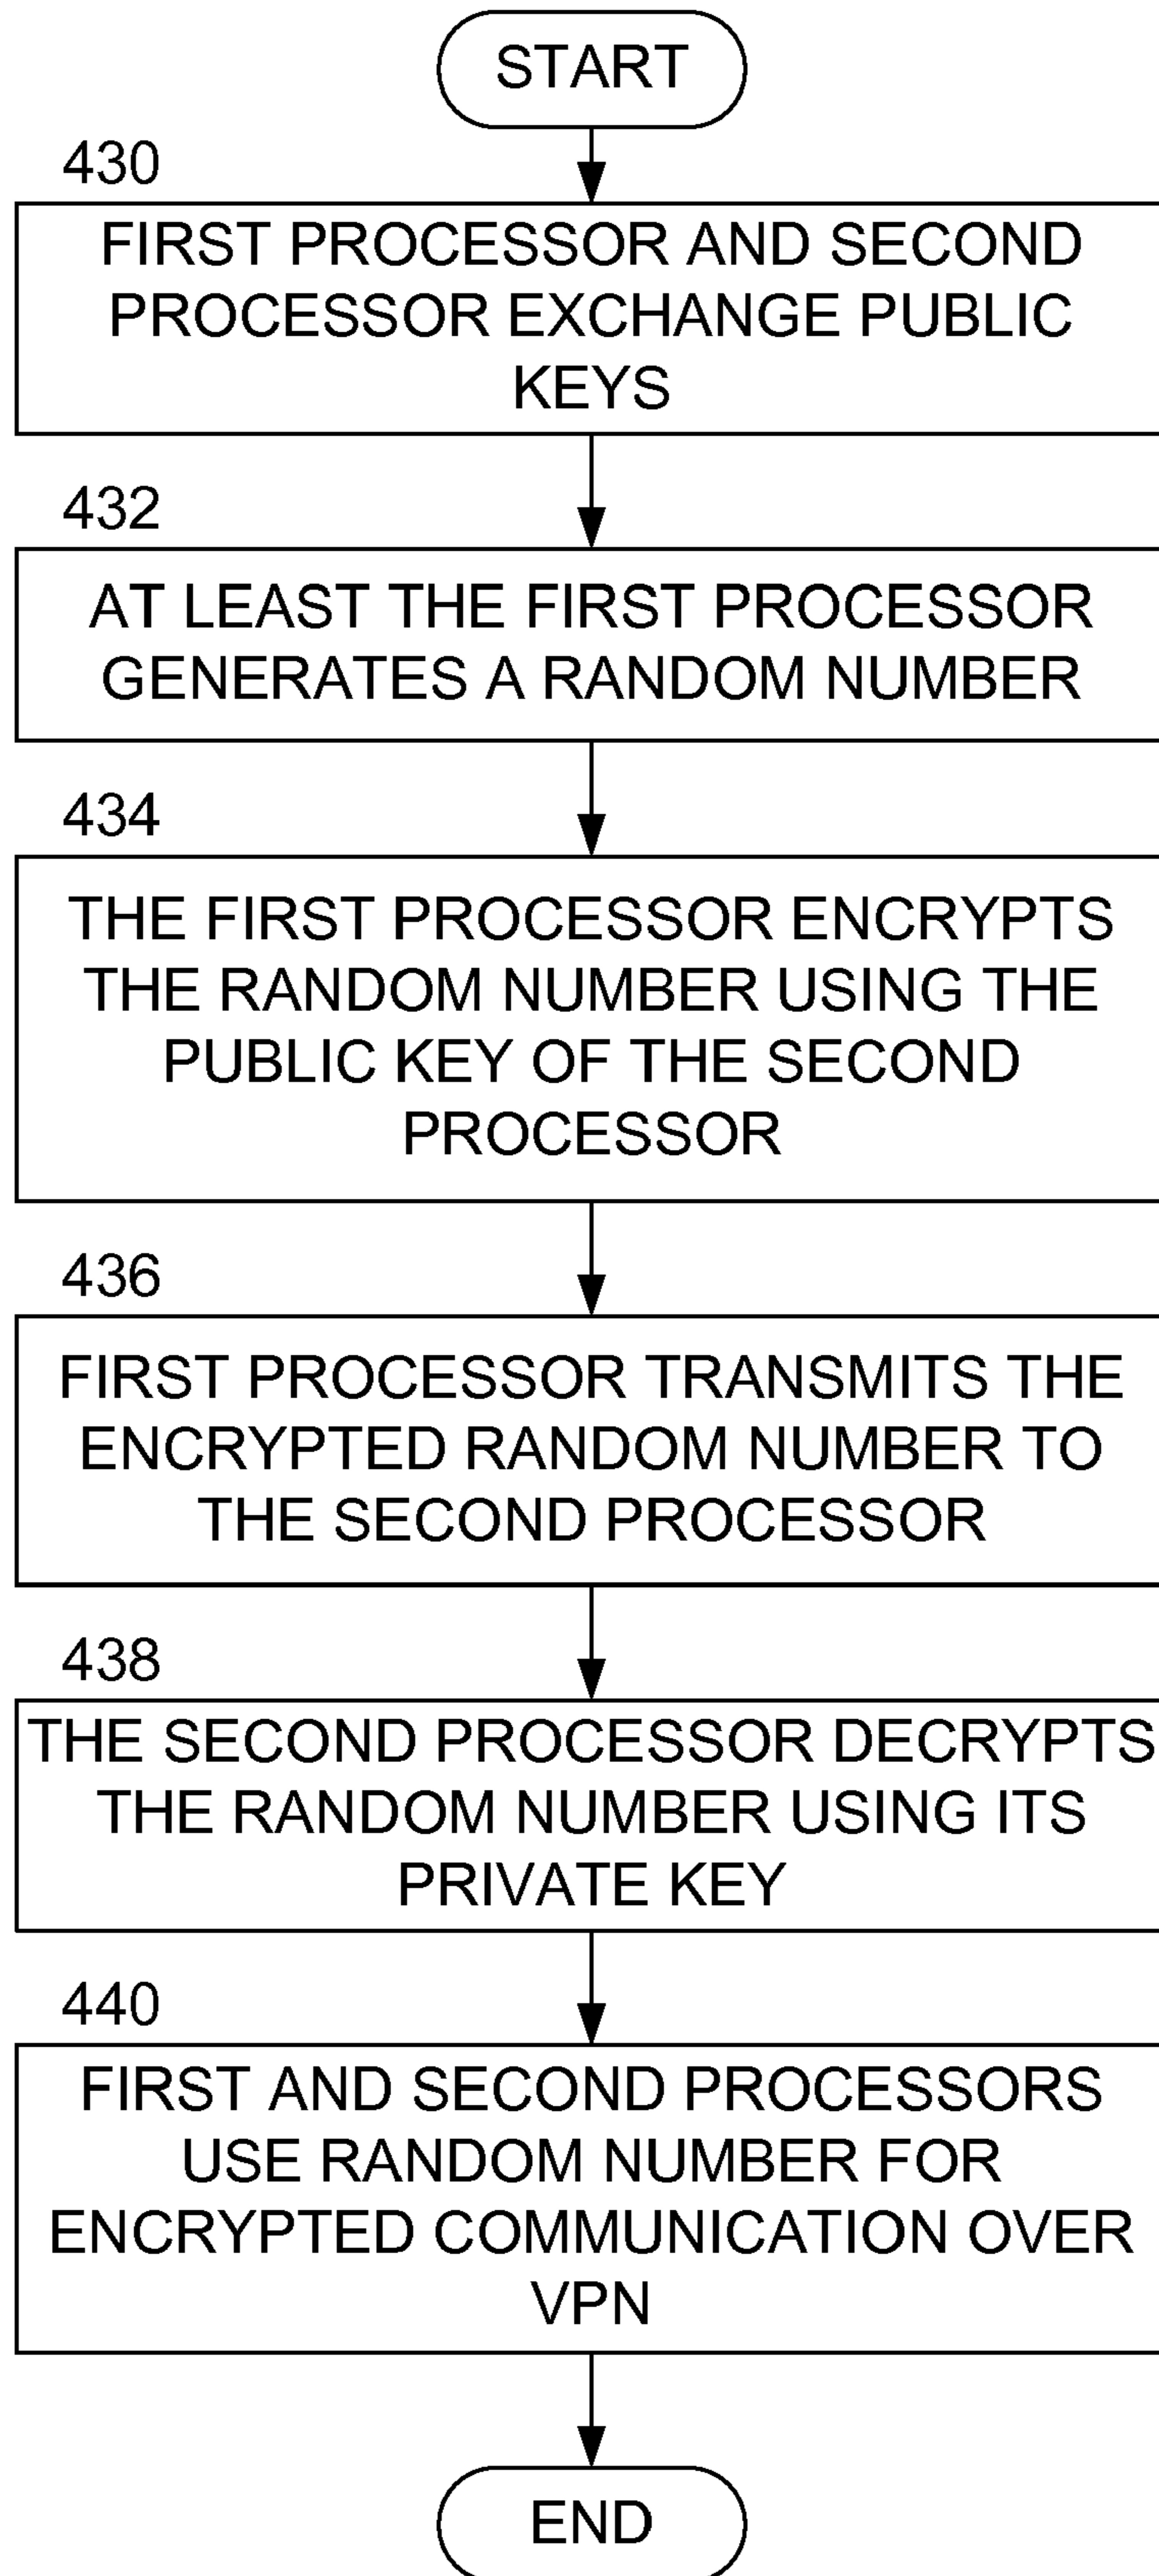 START
430
FIRST PROCESSOR AND SECOND
PROCESSOR EXCHANGE PUBLIC
KEYS
432
AT LEAST THE FIRST PROCESSOR
GENERATES A RANDOM NUMBER
434
THE FIRST PROCESSOR ENCRYPTS
THE RANDOM NUMBER USING THE
PUBLIC KEY OF THE SECOND
PROCESSOR
436
FIRST PROCESSOR TRANSMITS THE
ENCRYPTED RANDOM NUMBER TO
THE SECOND PROCESSOR
438
THE SECOND PROCESSOR DECRYPTS
THE RANDOM NUMBER USING ITS
PRIVATE KEY
440
FIRST AND SECOND PROCESSORS
USE RANDOM NUMBER FOR
ENCRYPTED COMMUNICATION OVER
VPN
END